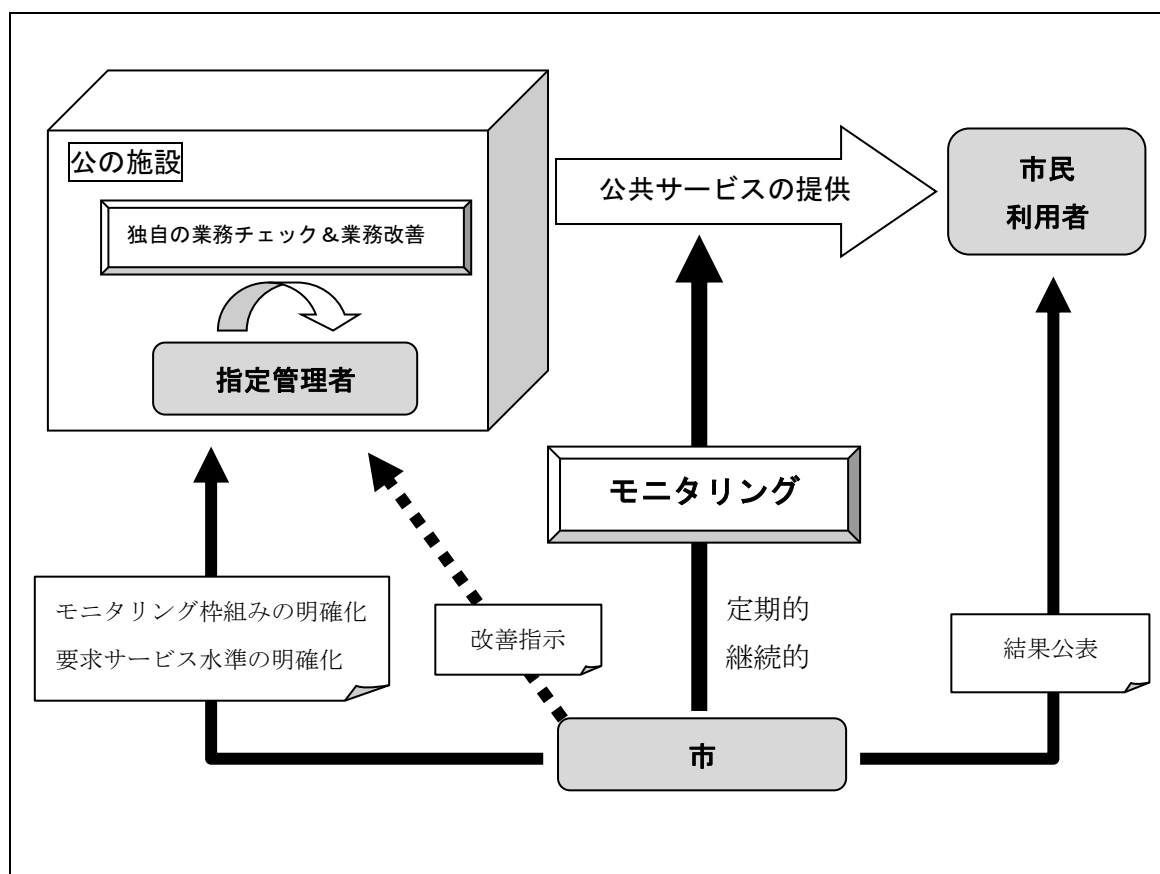 公の施設
独自の業務チェック＆業務改善
指定管理者
公共サービスの提供
市民
利用者
モニタリング
モニタリング枠組みの明確化
要求サービス水準の明確化
改善指示
定期的
継続的
結果公表
市